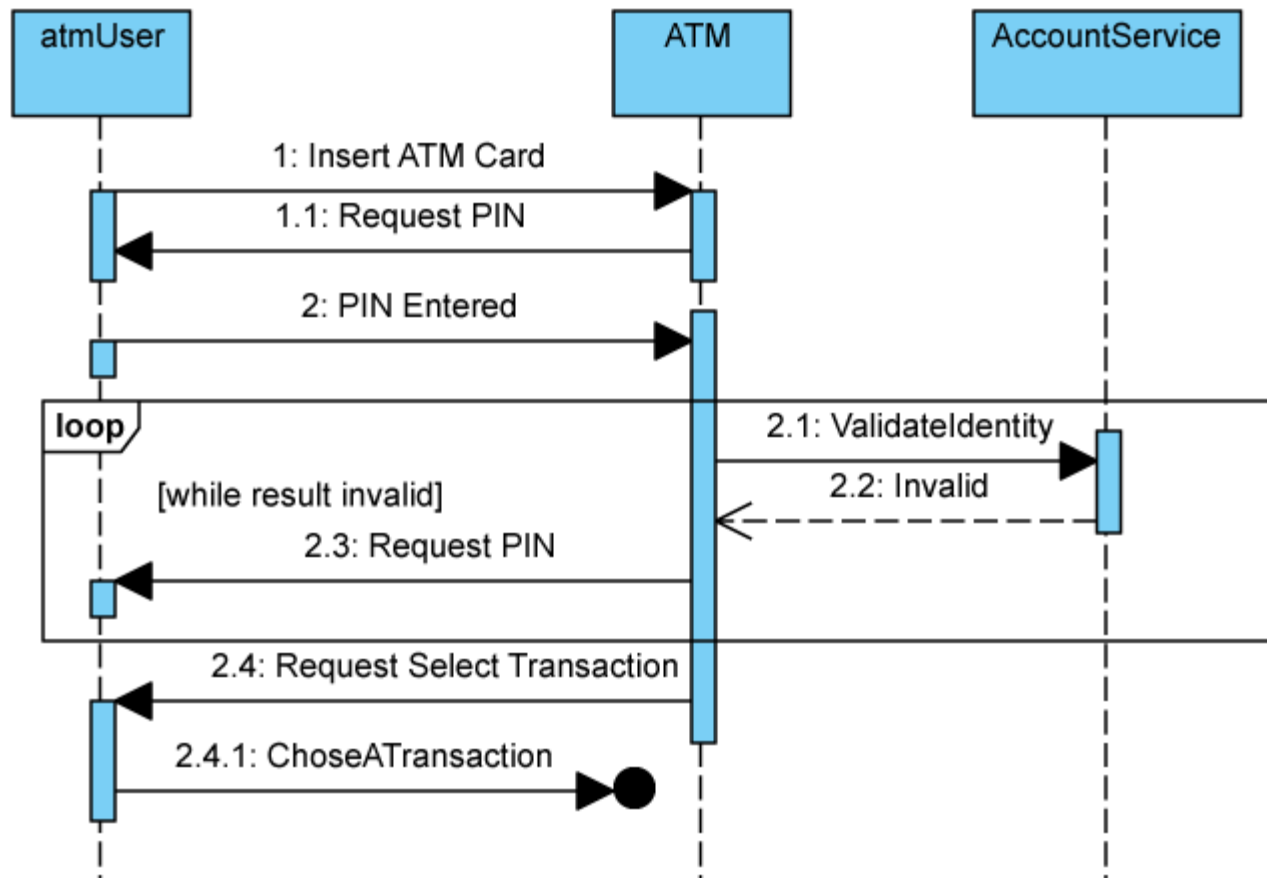 atmUser
ATM
AccountService
1: Insert ATM Card
1.1: Request PIN
2: PIN Entered
loop
2.1: ValidateIdentity
2.2: Invalid
[while result invalid]
2.3: Request PIN
2.4: Request Select Transaction
2.4.1: ChoseATransaction